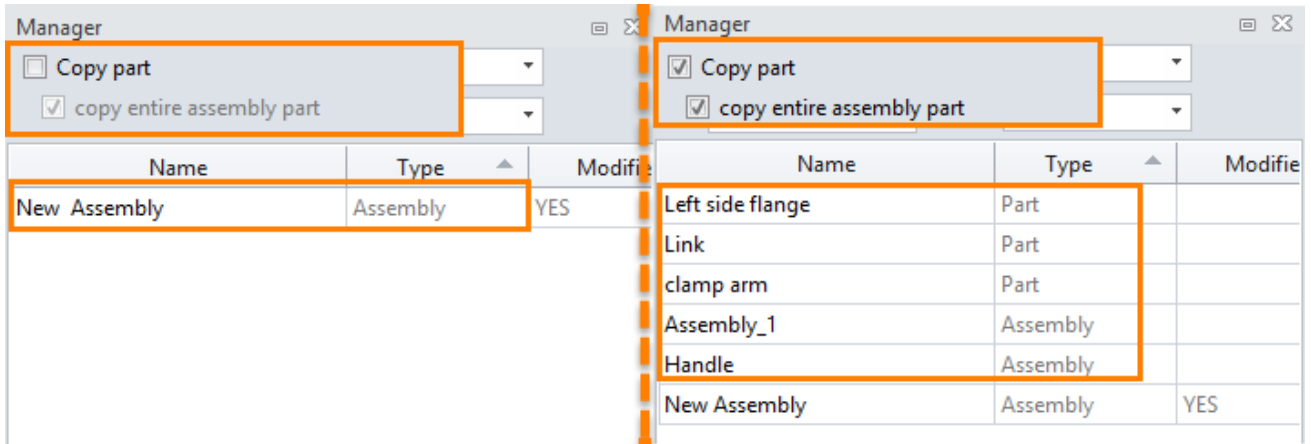 Manager
Copy part
copy entire assembly part
Name Type Modifie
New Assembly Assembly YES
Manager
Copy part
copy entire assembly part
Name Type Modifie
Left side flange Part
Link Part
clamp arm Part
Assembly_1 Assembly
Handle Assembly
New Assembly Assembly YES